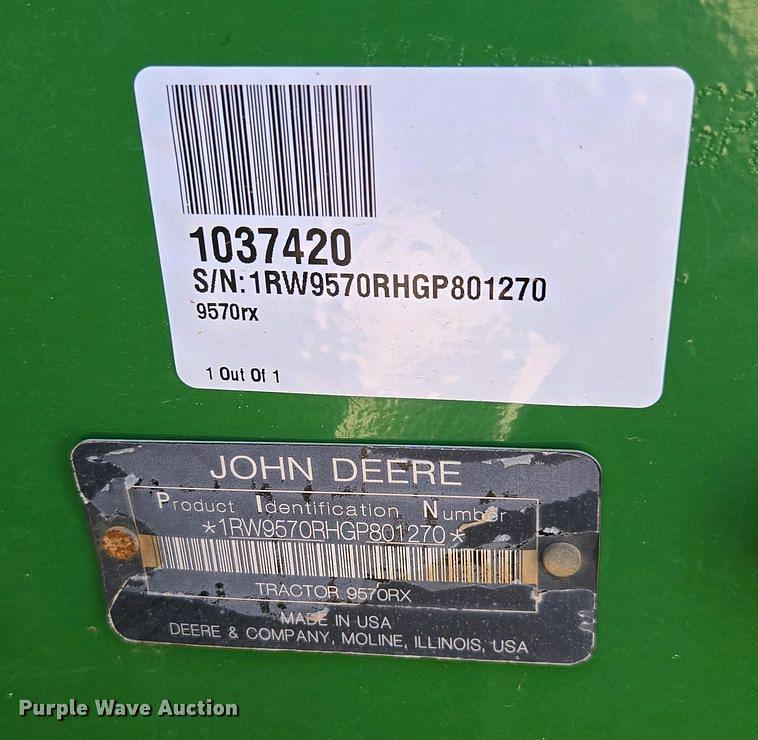 1037420
S/N:1RW9570RHGP801270
9570rx
1 Out Of 1
JOHN DEERE
Product Identification Number
*1RW9570RHGP801270*
TRACTOR 9570RX
MADE IN USA
DEERE & COMPANY, MOLINE, ILLINOIS, USA
Purple Wave Auction